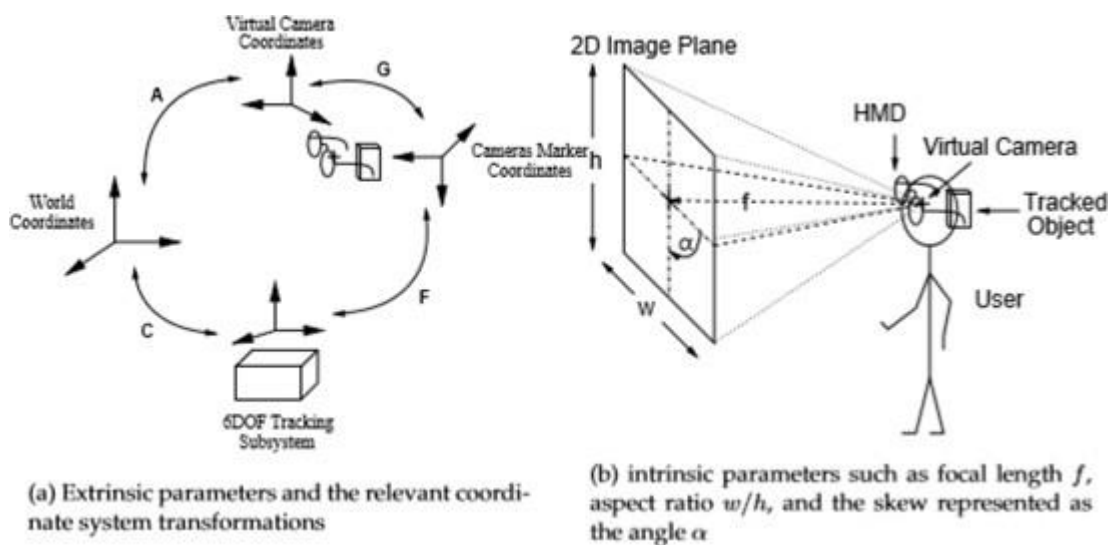 Virtual Camera
Coordinates
A
G
Cameras Marker
Coordinates
World
Coordinates
C
F
6DOF Tracking
Subsystem
(a) Extrinsic parameters and the relevant coordi-
nate system transformations
2D Image Plane
HMD
Virtual Camera
h
f
Tracked
Object
α
W
User
(b) intrinsic parameters such as focal length f,
aspect ratio w/h, and the skew represented as
the angle α